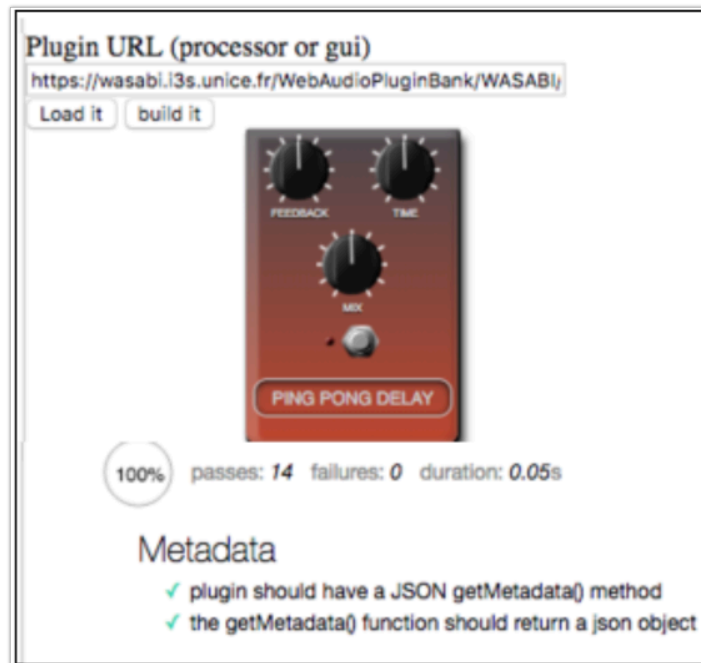 Plugin URL (processor or gui)
https://wasabi.i3s.unice.fr/WebAudioPluginBank/WASABI/
Load it build it
FEEDBACK TIME
MIX
PING PONG DELAY
100% passes: 14 failures: 0 duration: 0.05s
Metadata
✓ plugin should have a JSON getMetadata() method
✓ the getMetadata() function should return a json object